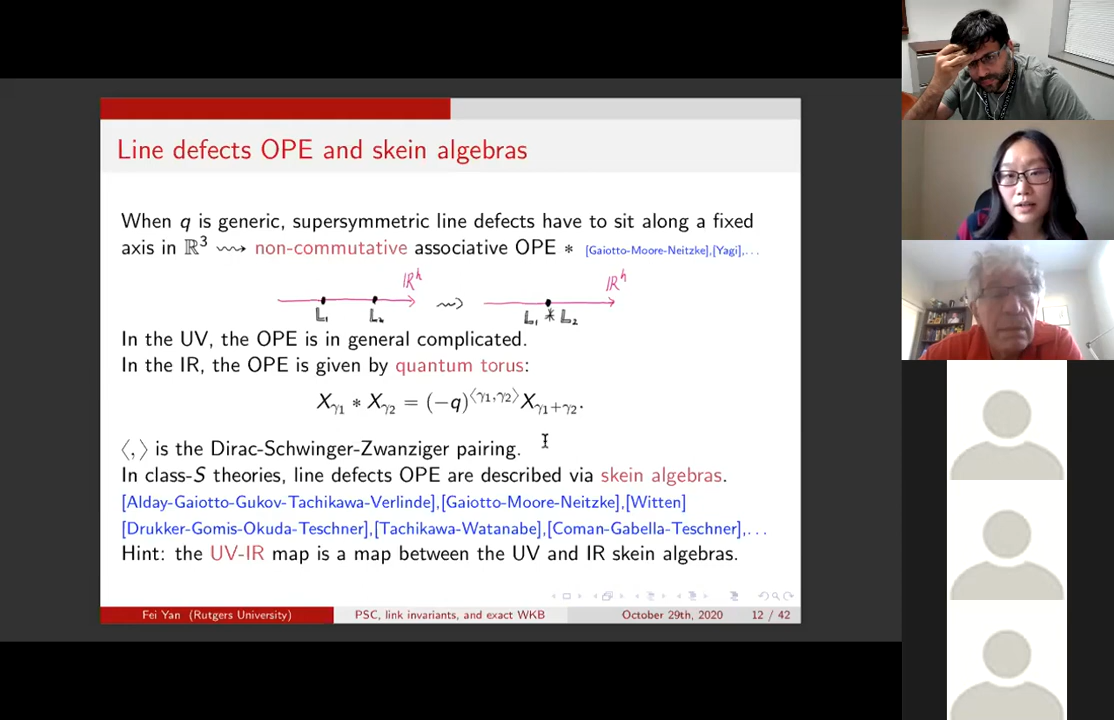 Line defects OPE and skein algebras
When q is generic, supersymmetric line defects have to sit along a fixed
axis in ℝ³ ⇝ non-commutative associative OPE ∗ [Gaiotto-Moore-Neitzke],[Yagi],...
ℝʰ ℝʰ
L₁ L₂ ⇝ L₁ * L₂
In the UV, the OPE is in general complicated.
In the IR, the OPE is given by quantum torus:
X_{γ₁} ∗ X_{γ₂} = (−q)^{⟨γ₁,γ₂⟩} X_{γ₁+γ₂}.
⟨,⟩ is the Dirac-Schwinger-Zwanziger pairing.
In class-S theories, line defects OPE are described via skein algebras.
[Alday-Gaiotto-Gukov-Tachikawa-Verlinde],[Gaiotto-Moore-Neitzke],[Witten]
[Drukker-Gomis-Okuda-Teschner],[Tachikawa-Watanabe],[Coman-Gabella-Teschner],...
Hint: the UV-IR map is a map between the UV and IR skein algebras.
Fei Yan (Rutgers University) PSC, link invariants, and exact WKB October 29th, 2020 12 / 42